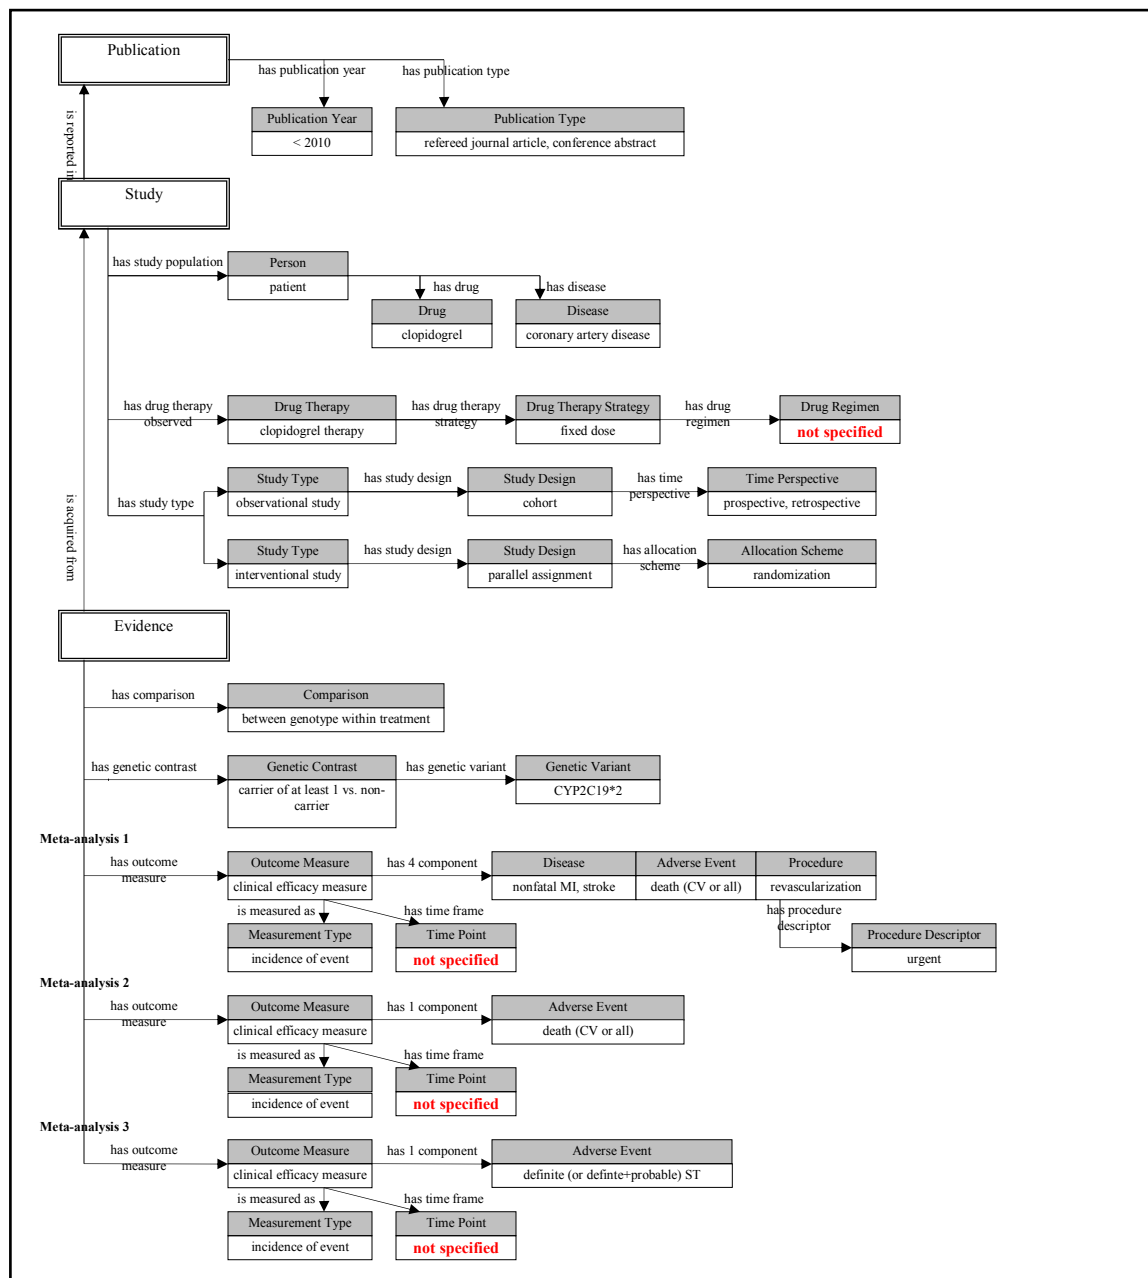 Publication
has publication year
has publication type
Publication Year
< 2010
Publication Type
refereed journal article, conference abstract
is reported in
Study
has study population
Person
patient
has drug
has disease
Drug
clopidogrel
Disease
coronary artery disease
has drug therapy
observed
Drug Therapy
clopidogrel therapy
has drug therapy
strategy
Drug Therapy Strategy
fixed dose
has drug
regimen
Drug Regimen
not specified
has study type
Study Type
observational study
has study design
Study Design
cohort
has time
perspective
Time Perspective
prospective, retrospective
Study Type
interventional study
has study design
Study Design
parallel assignment
has allocation
scheme
Allocation Scheme
randomization
is acquired from
Evidence
has comparison
Comparison
between genotype within treatment
has genetic contrast
Genetic Contrast
carrier of at least 1 vs. non-
carrier
has genetic variant
Genetic Variant
CYP2C19*2
Meta-analysis 1
has outcome
measure
Outcome Measure
clinical efficacy measure
has 4 component
Disease
nonfatal MI, stroke
Adverse Event
death (CV or all)
Procedure
revascularization
is measured as
has time frame
has procedure
descriptor
Measurement Type
incidence of event
Time Point
not specified
Procedure Descriptor
urgent
Meta-analysis 2
has outcome
measure
Outcome Measure
clinical efficacy measure
has 1 component
Adverse Event
death (CV or all)
is measured as
has time frame
Measurement Type
incidence of event
Time Point
not specified
Meta-analysis 3
has outcome
measure
Outcome Measure
clinical efficacy measure
has 1 component
Adverse Event
definite (or definte+probable) ST
is measured as
has time frame
Measurement Type
incidence of event
Time Point
not specified